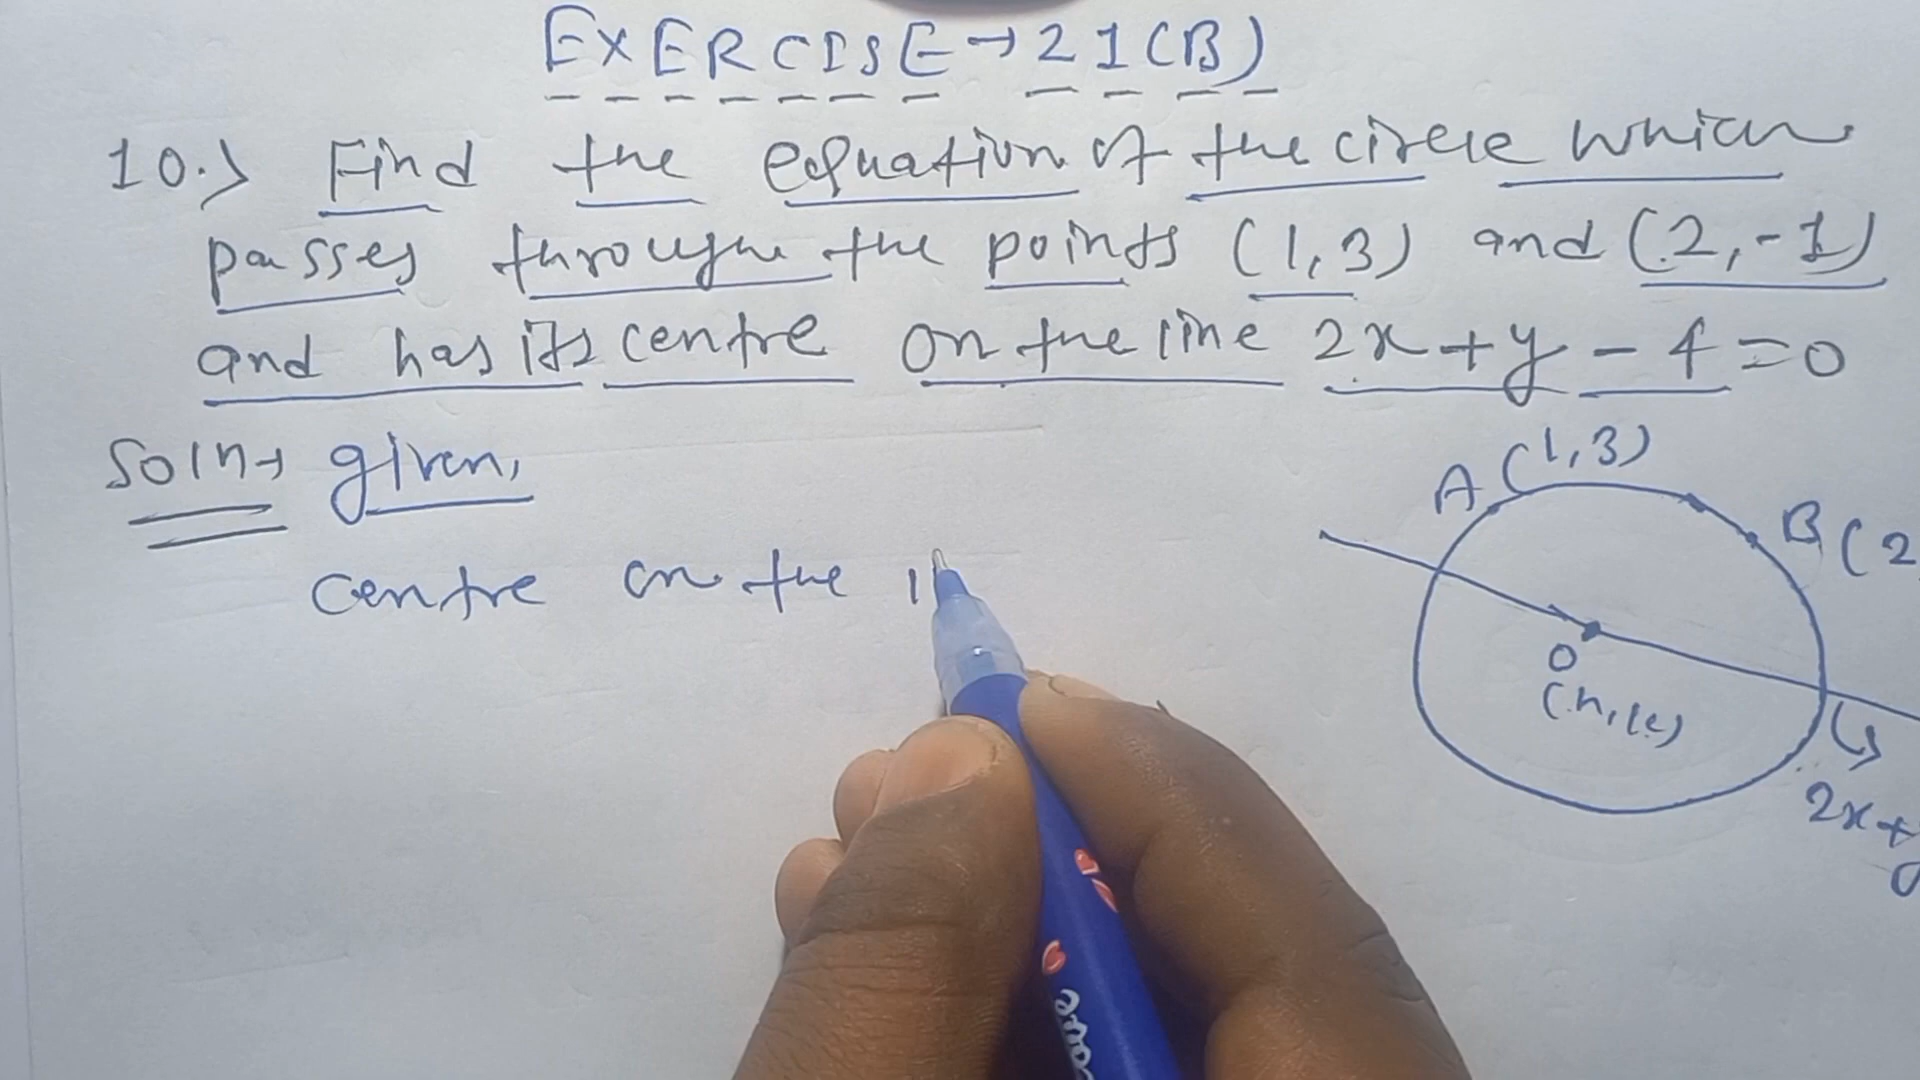 EXERCISE→21(B)
10.> Find the equation of the circle which
passes through the points (1,3) and (2,-1)
and has its centre on the line 2x+y-4=0
Soln→ given,
centre on the
A (1,3)
B (2,
O
(h,k)
2x+y